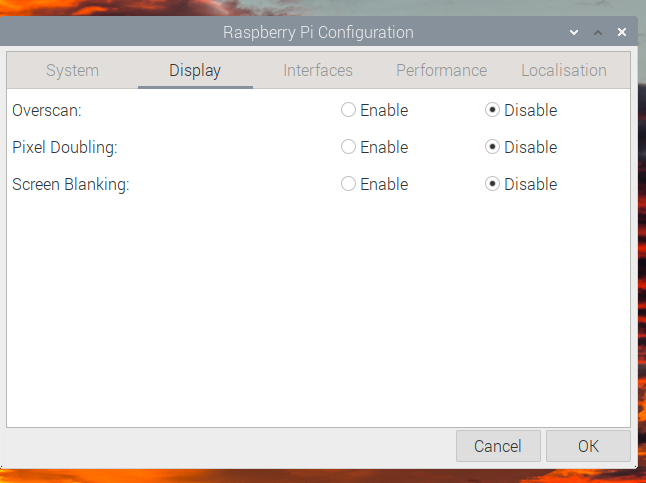 Raspberry Pi Configuration
System Display Interfaces Performance Localisation
Overscan: Enable Disable
Pixel Doubling: Enable Disable
Screen Blanking: Enable Disable
Cancel OK